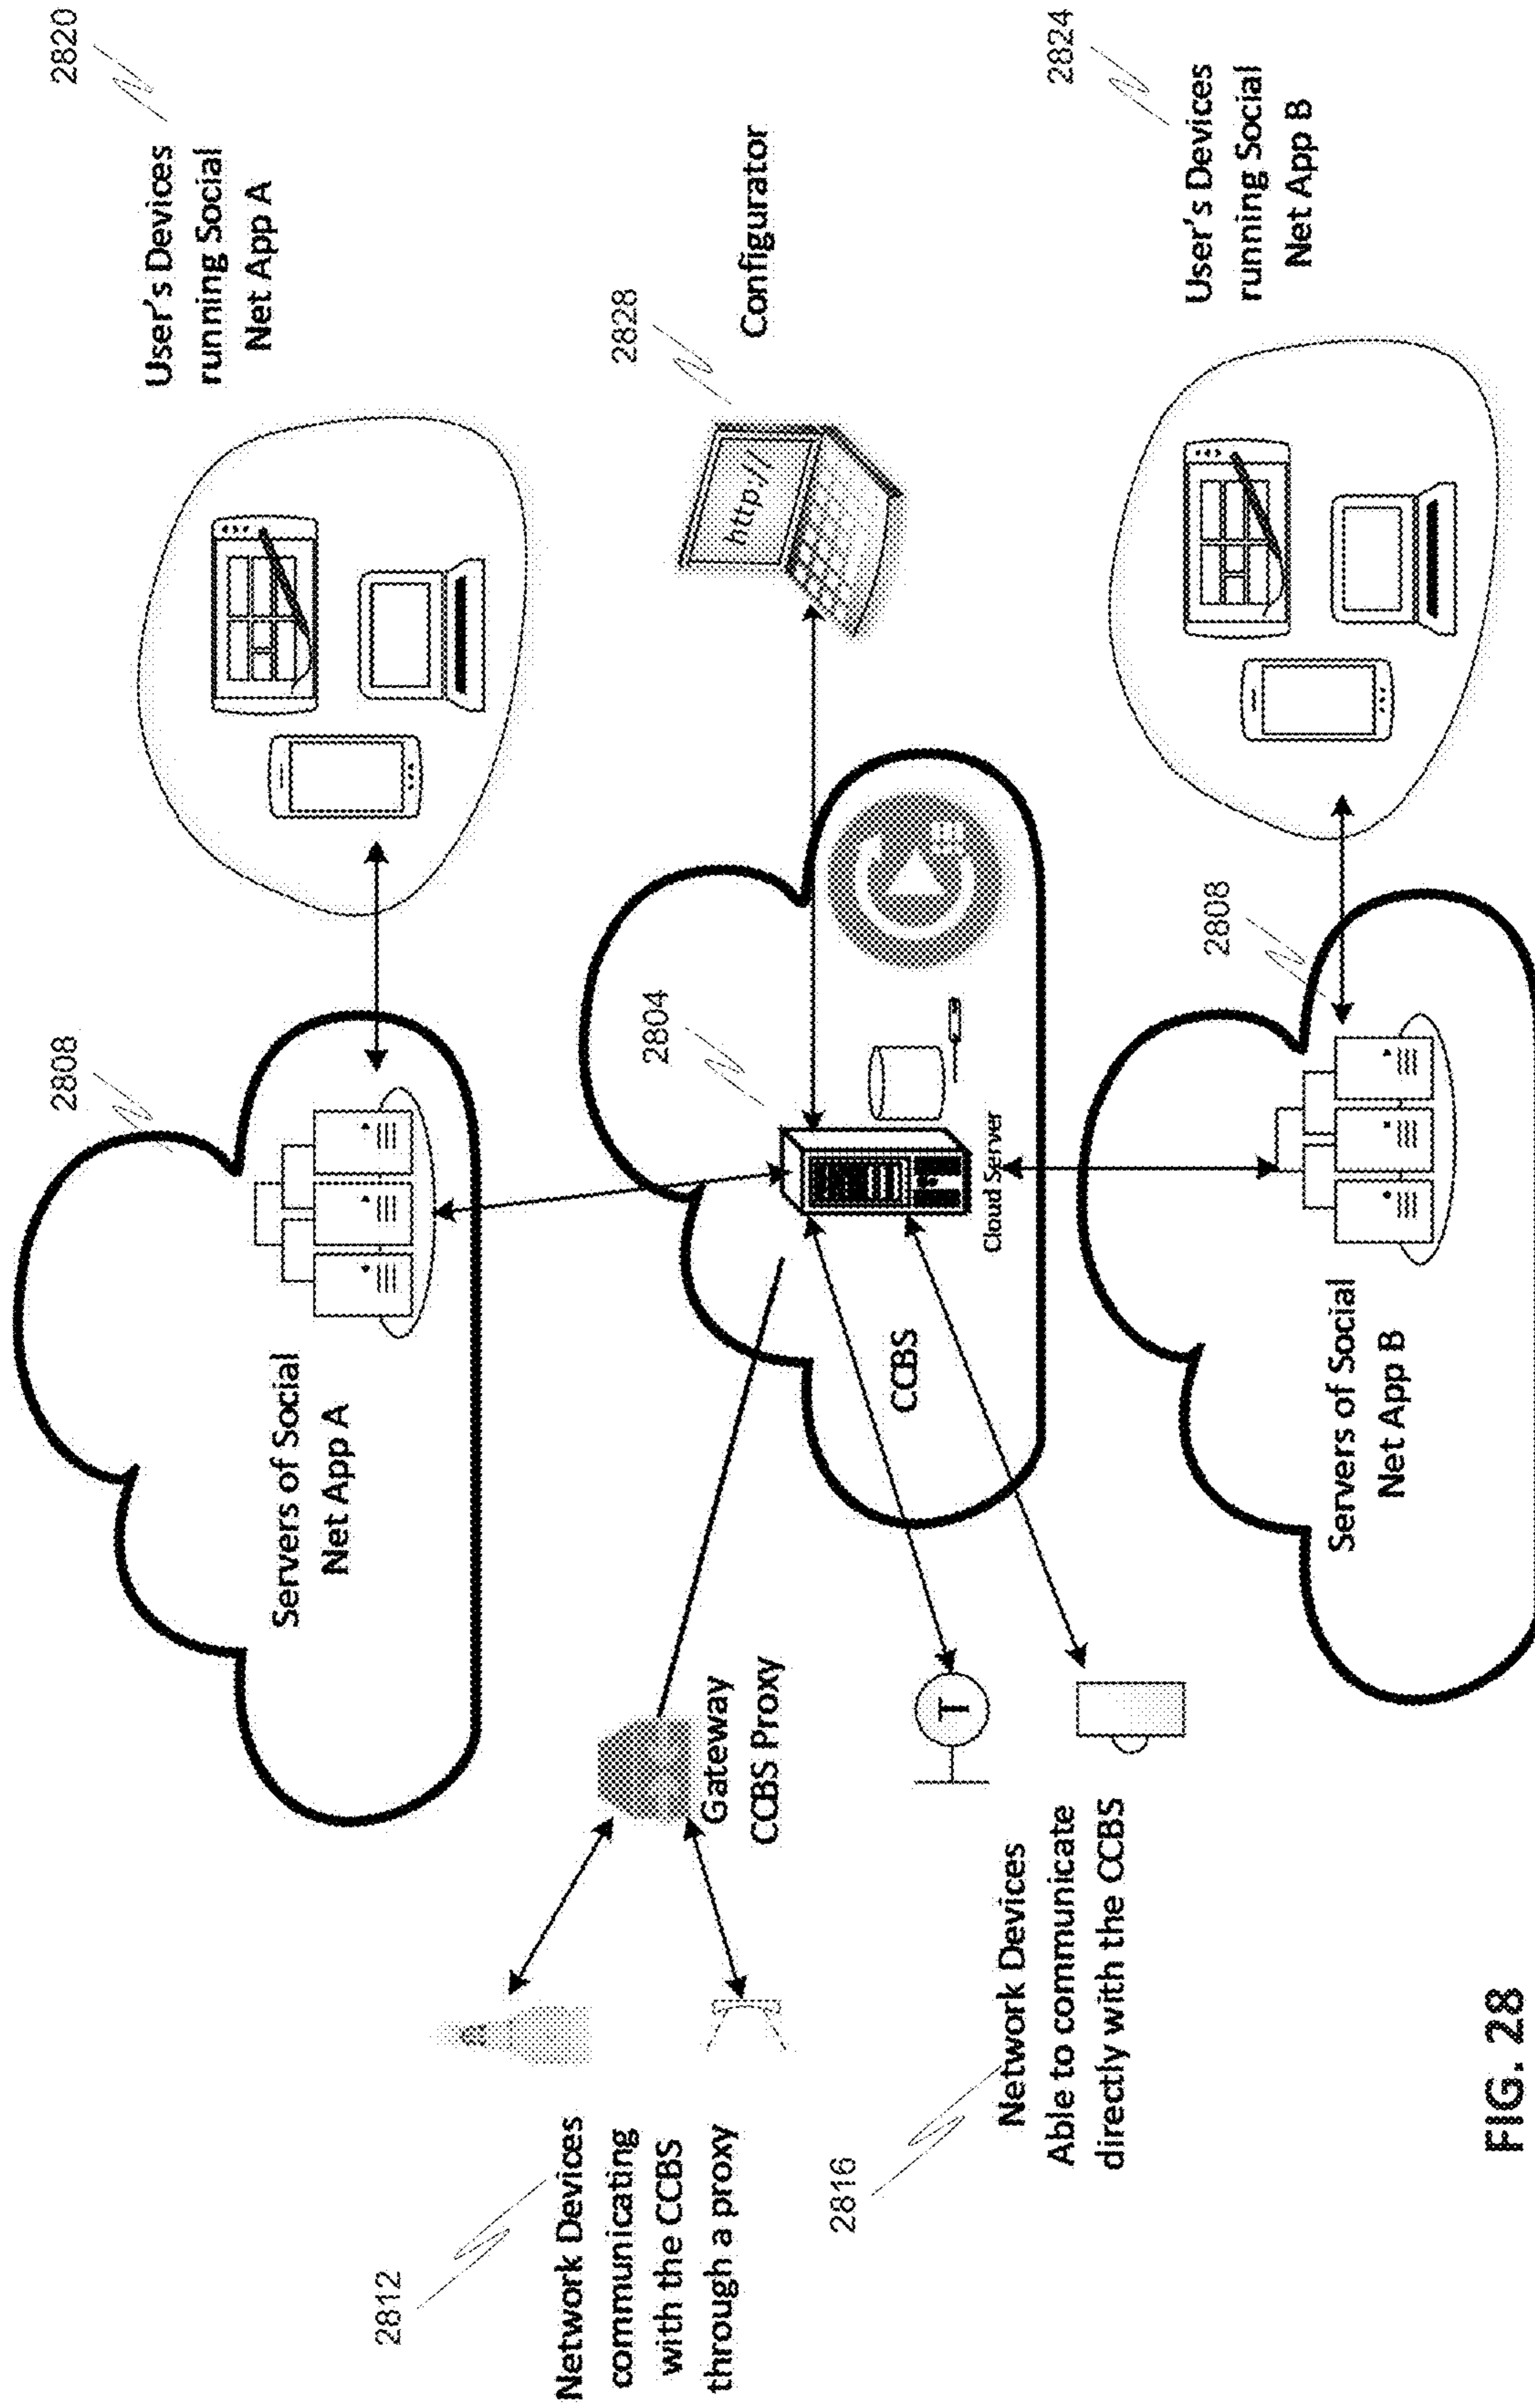 2808
2820
Servers of Social
Net App A
User's Devices
running Social
Net App A
2812
Network Devices
communicating
with the CCBS
through a proxy
Gateway
CCBS Proxy
2804
CCBS
Cloud Server
2828
http://
Configurator
2816
Network Devices
Able to communicate
directly with the CCBS
T
2808
Servers of Social
Net App B
2824
User's Devices
running Social
Net App B
FIG. 28